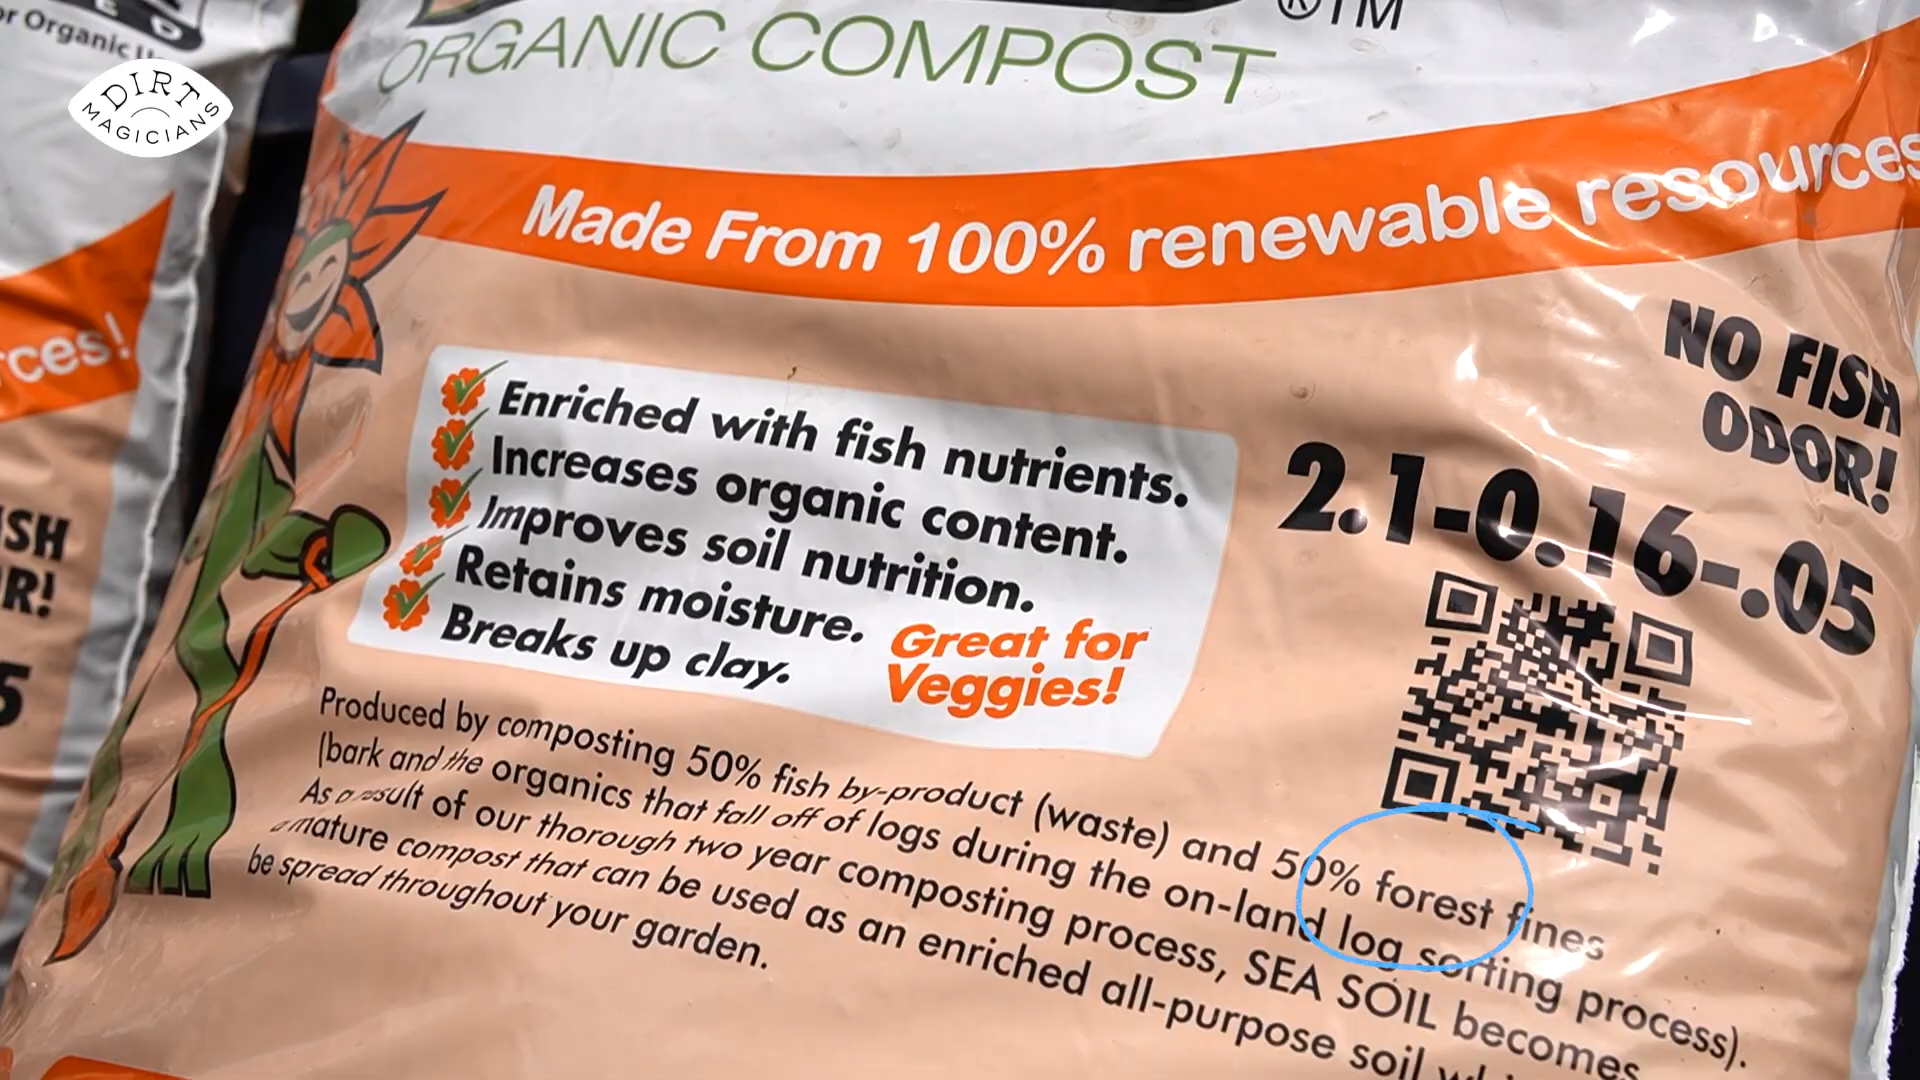 or Organic
DIRT
MAGICIANS
®TM
ORGANIC COMPOST
Made From 100% renewable resources
rces!
NO FISH
ODOR!
Enriched with fish nutrients.
Increases organic content.
Improves soil nutrition.
Retains moisture.
Breaks up clay.
Great for
Veggies!
2.1-0.16-.05
ISH
R!
5
Produced by composting 50% fish by-product (waste) and 50% forest fines
(bark and the organics that fall off of logs during the on-land log sorting process).
As a result of our thorough two year composting process, SEA SOIL becomes
a mature compost that can be used as an enriched all-purpose soil
be spread throughout your garden.